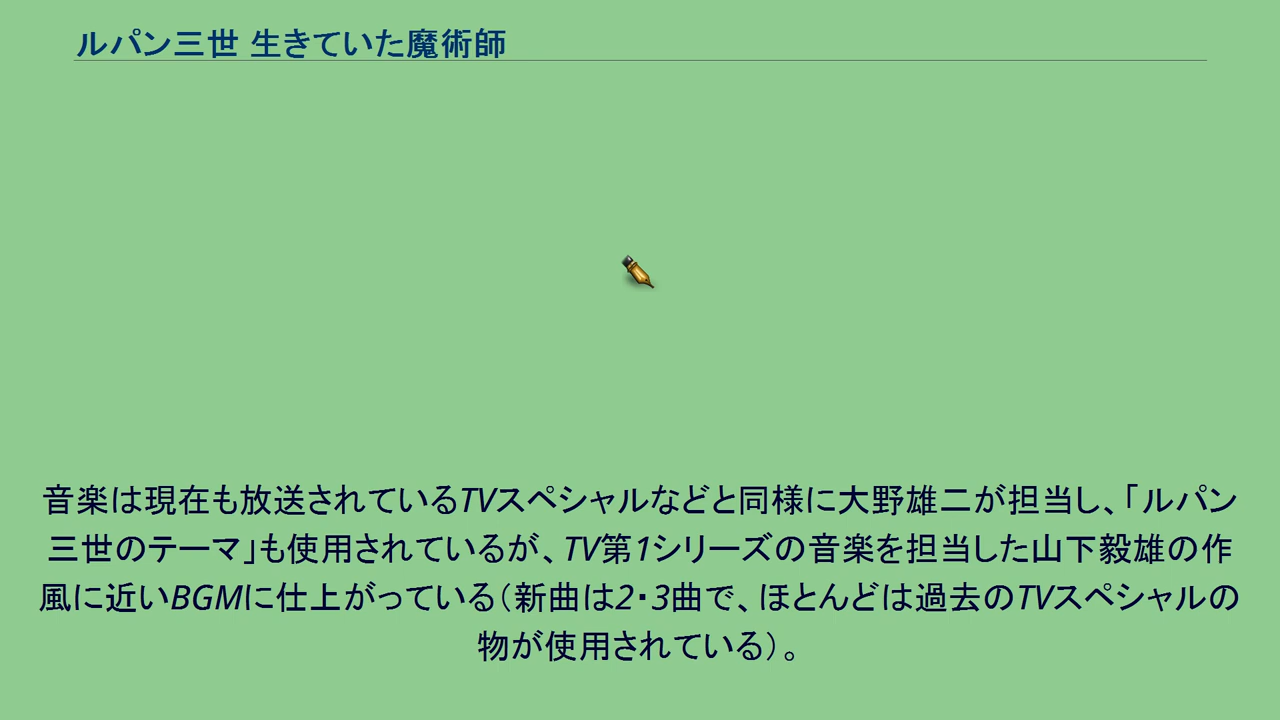 ルパン三世 生きていた魔術師
音楽は現在も放送されているTVスペシャルなどと同様に大野雄二が担当し、「ルパン
三世のテーマ」も使用されているが、TV第1シリーズの音楽を担当した山下毅雄の作
風に近いBGMに仕上がっている（新曲は2・3曲で、ほとんどは過去のTVスペシャルの
物が使用されている）。